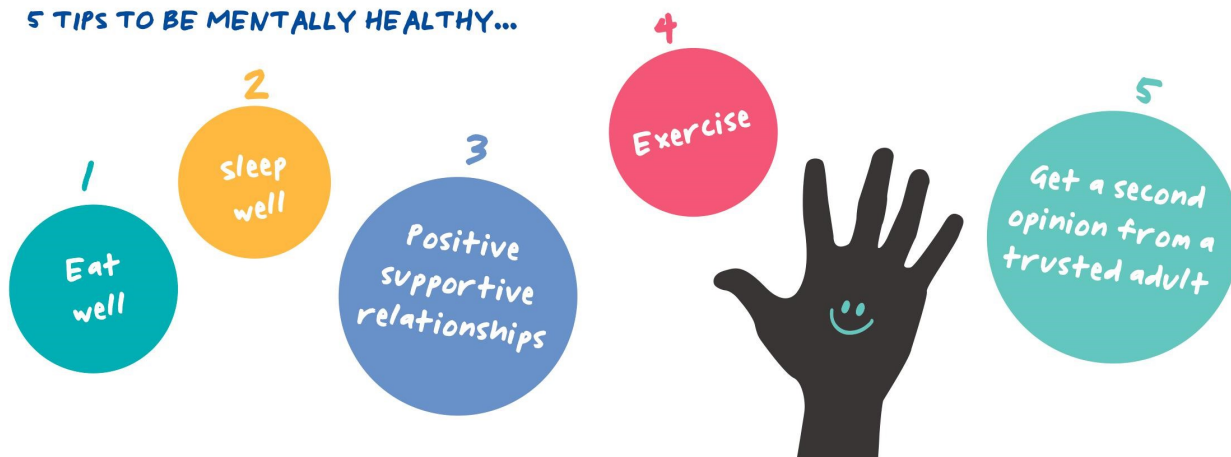 5 TIPS TO BE MENTALLY HEALTHY...
1
Eat
well
2
sleep
well
3
Positive
supportive
relationships
4
Exercise
5
Get a second
opinion from a
trusted adult